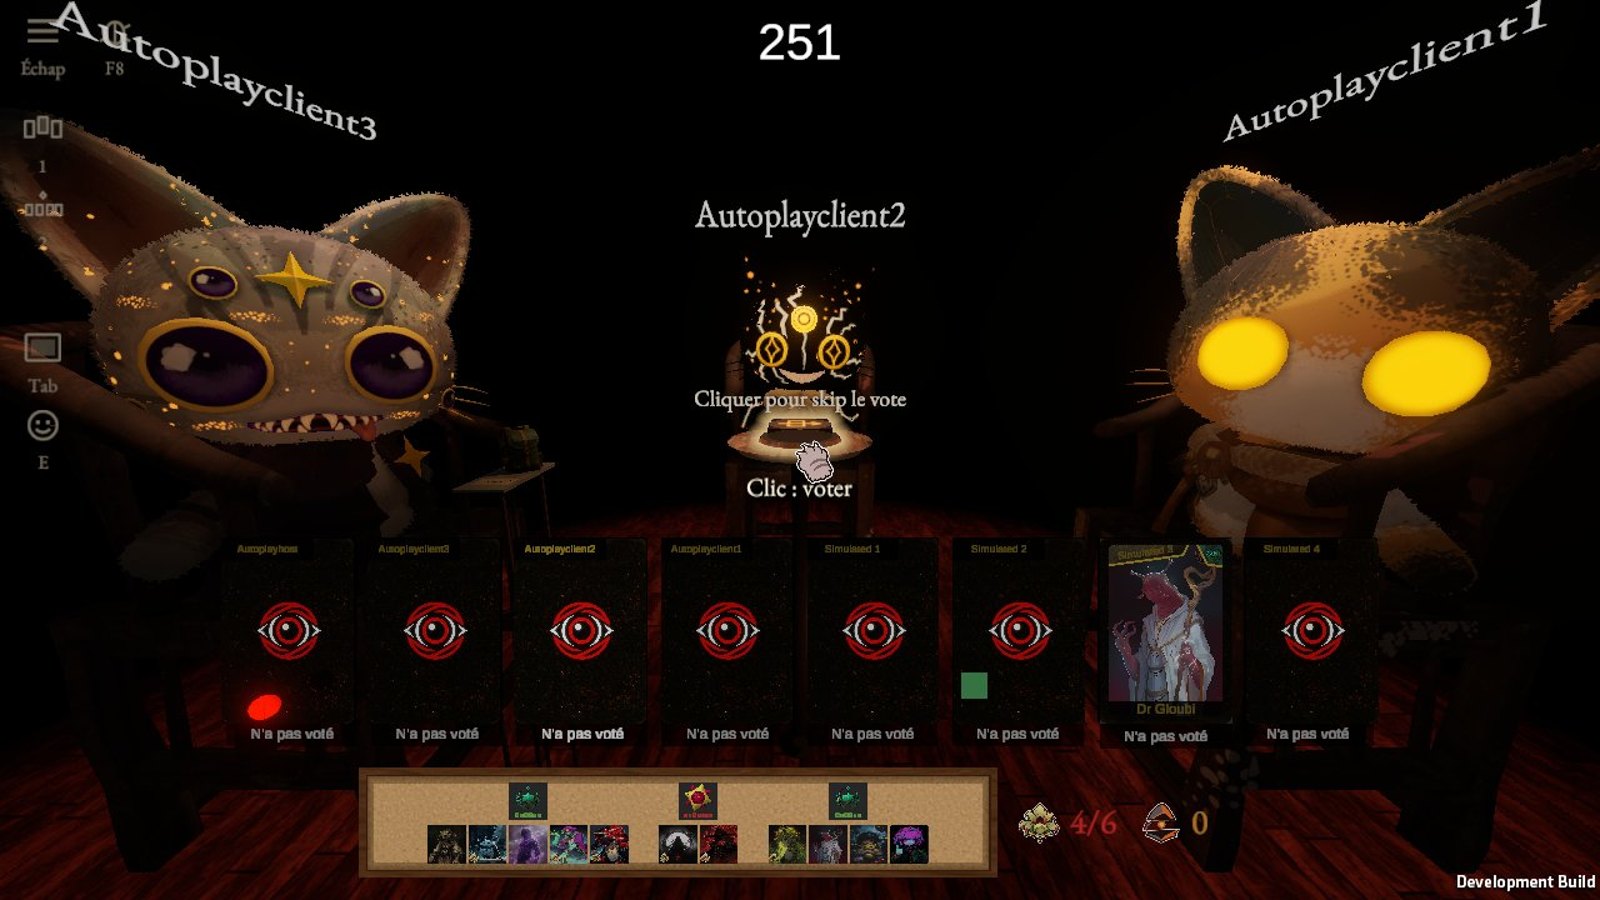 Autoplayclient3
251
Autoplayclient1
Échap
F8
1
2
Autoplayclient2
Cliquer pour skip le vote
Tab
E
Clic : voter
Autoplayhost
Autoplayclient3
Autoplayclient2
Autoplayclient1
Simulated 1
Simulated 2
Simulated 3
Simulated 4
Dr Gloubi
N'a pas voté
N'a pas voté
N'a pas voté
N'a pas voté
N'a pas voté
N'a pas voté
N'a pas voté
N'a pas voté
4/6
0
Development Build